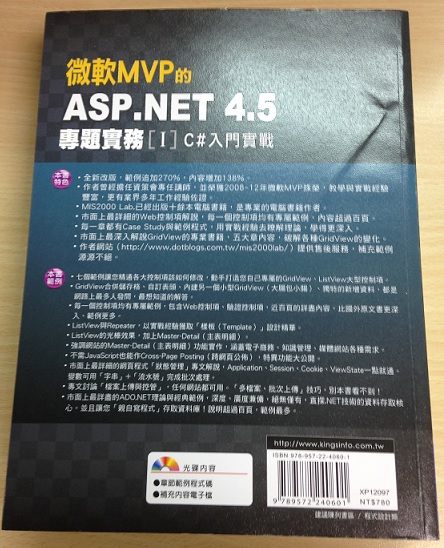 微軟MVP的
ASP.NET 4.5
專題實務[I] C#入門實戰
本書特色
・全新改版,範例追加270%,內容增加138%。
・作者曾經擔任資策會專任講師,並榮獲2008~12年微軟MVP殊榮,教學與實戰經驗
豐富,更有業界多年工作經驗佐證。
・MIS2000 Lab.已經出版十餘本電腦書籍,是專業的電腦書籍作者。
・市面上最詳細的Web控制項解說,每一個控制項均有專屬範例,內容超過百頁。
・每一章都有Case Study與範例程式,用實戰經驗去瞭解理論,學得更深入。
・市面上最深入解說GridView的專業書籍,五大章內容,破解各種GridView的變化。
・作者網站(http://www.dotblogs.com.tw/mis2000lab/)提供售後服務,補充範例
源源不絕。
本書範例
・七個範例讓您精通各大控制項該如何修改,動手打造您自己專屬的GridView、ListView大型控制項。
・GridView合併儲存格、自訂表頭、內建另一個小型GridView(大腸包小腸)、獨特的新增資料,都是
網路上最多人發問,最想知道的解答。
・每一個控制項均有專屬範例,包含Web控制項、驗證控制項,近百頁的詳盡內容,比國外原文書更深
入,範例更多。
・ListView與Repeater,以實戰經驗擷取「樣板(Template)」設計精華。
・ListView的光棒效果,加上Master-Detail(主表明細)。
・強調網站的Master-Detail(主表明細)功能實作,涵蓋電子商務、知識管理、媒體網站各種需求。
・不需JavaScript也能作Cross-Page Posting(跨網頁公佈),特異功能大公開。
・市面上最詳細的網頁程式「狀態管理」專文解說,Application、Session、Cookie、ViewState一點就通
變數可用「字串」+「流水號」完成批次處理。
・專文討論「檔案上傳與控管」,任何網站都可用。「多檔案、批次上傳」技巧,別本書看不到!
・市面上最詳盡的ADO.NET理論與經典範例,深度、廣度兼備,絕無僅有。直搗.NET技術的資料存取核
心。並且讓您「親自寫程式」存取資料庫!說明超過百頁,範例最多。
光碟內容
●章節範例程式碼
●補充內容電子檔
http://www.kingsinfo.com.tw
ISBN 978-957-22-4060-1
9789572240601
XP12097
NT$780
建議陳列書區/程式設計類